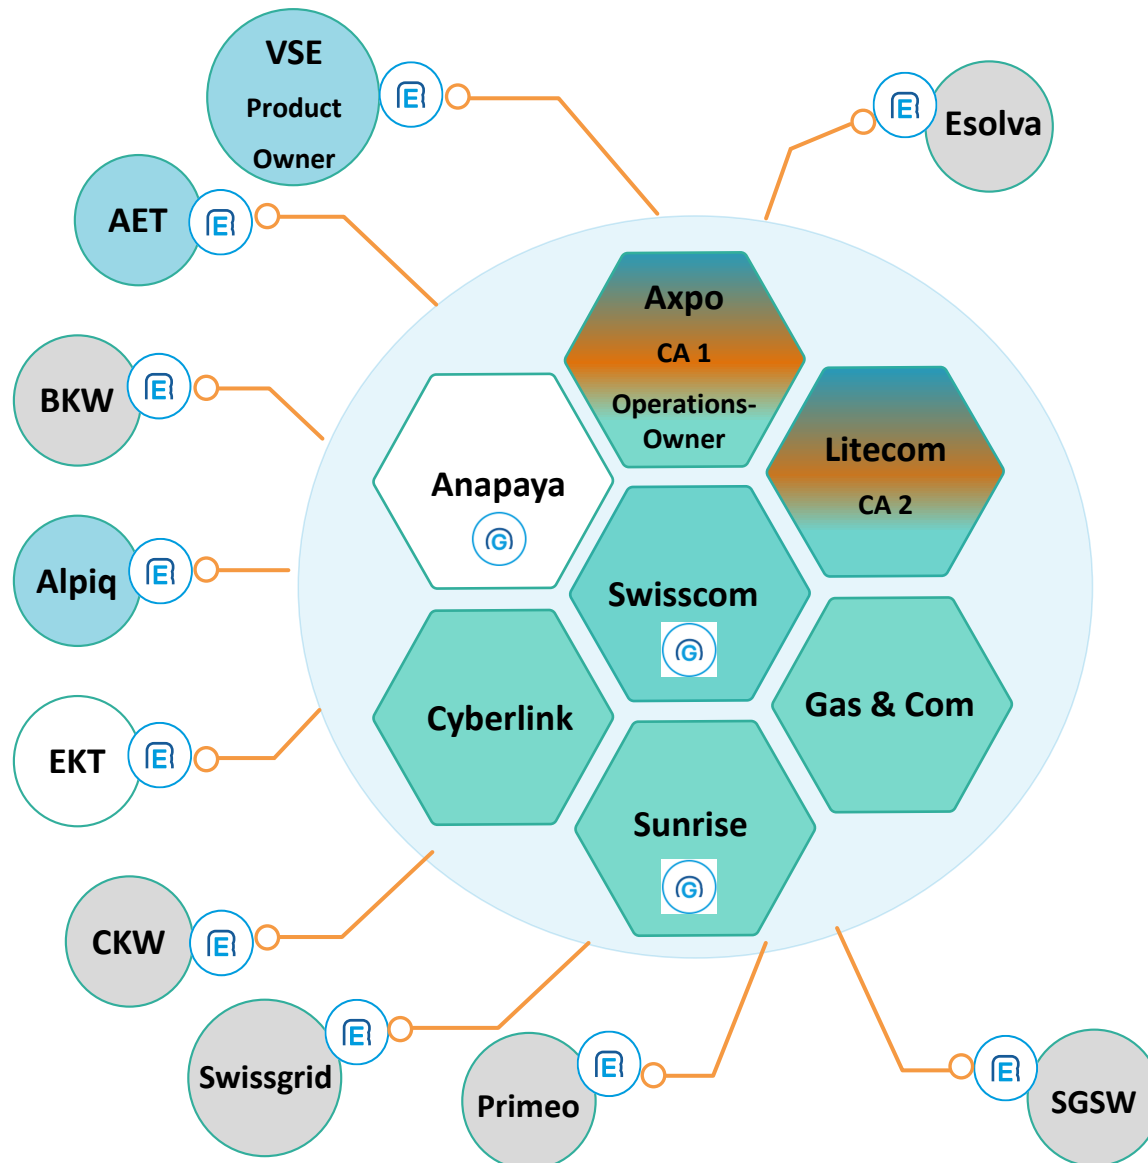 VSE
Product
Owner
E
E
Esolva
AET
E
Axpo
CA 1
Operations-
Owner
BKW
E
Litecom
CA 2
Anapaya
G
Alpiq
E
Swisscom
G
Cyberlink
Gas & Com
EKT
E
Sunrise
G
CKW
E
Swissgrid
E
Primeo
E
E
SGSW